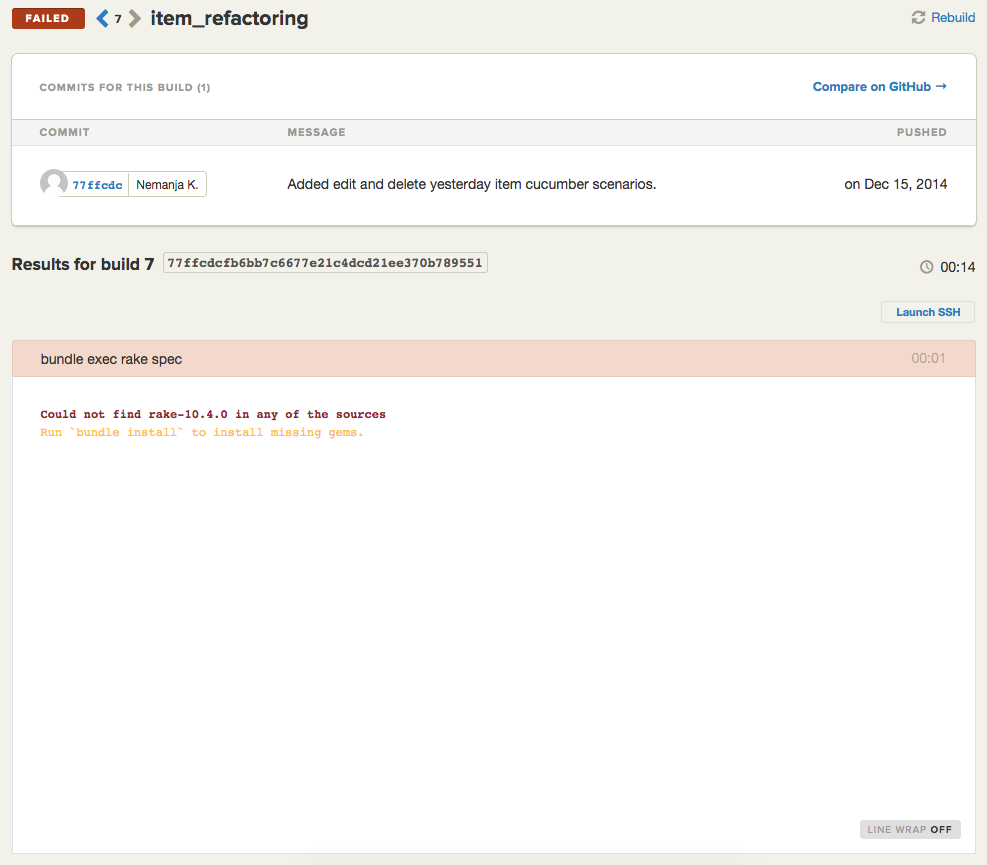 FAILED 7 item_refactoring Rebuild
COMMITS FOR THIS BUILD (1) Compare on GitHub →
COMMIT MESSAGE PUSHED
77ffcdc Nemanja K. Added edit and delete yesterday item cucumber scenarios. on Dec 15, 2014
Results for build 7 77ffcdcfb6bb7c6677e21c4dcd21ee370b789551 00:14
Launch SSH
bundle exec rake spec 00:01
Could not find rake-10.4.0 in any of the sources
Run `bundle install` to install missing gems.
LINE WRAP OFF